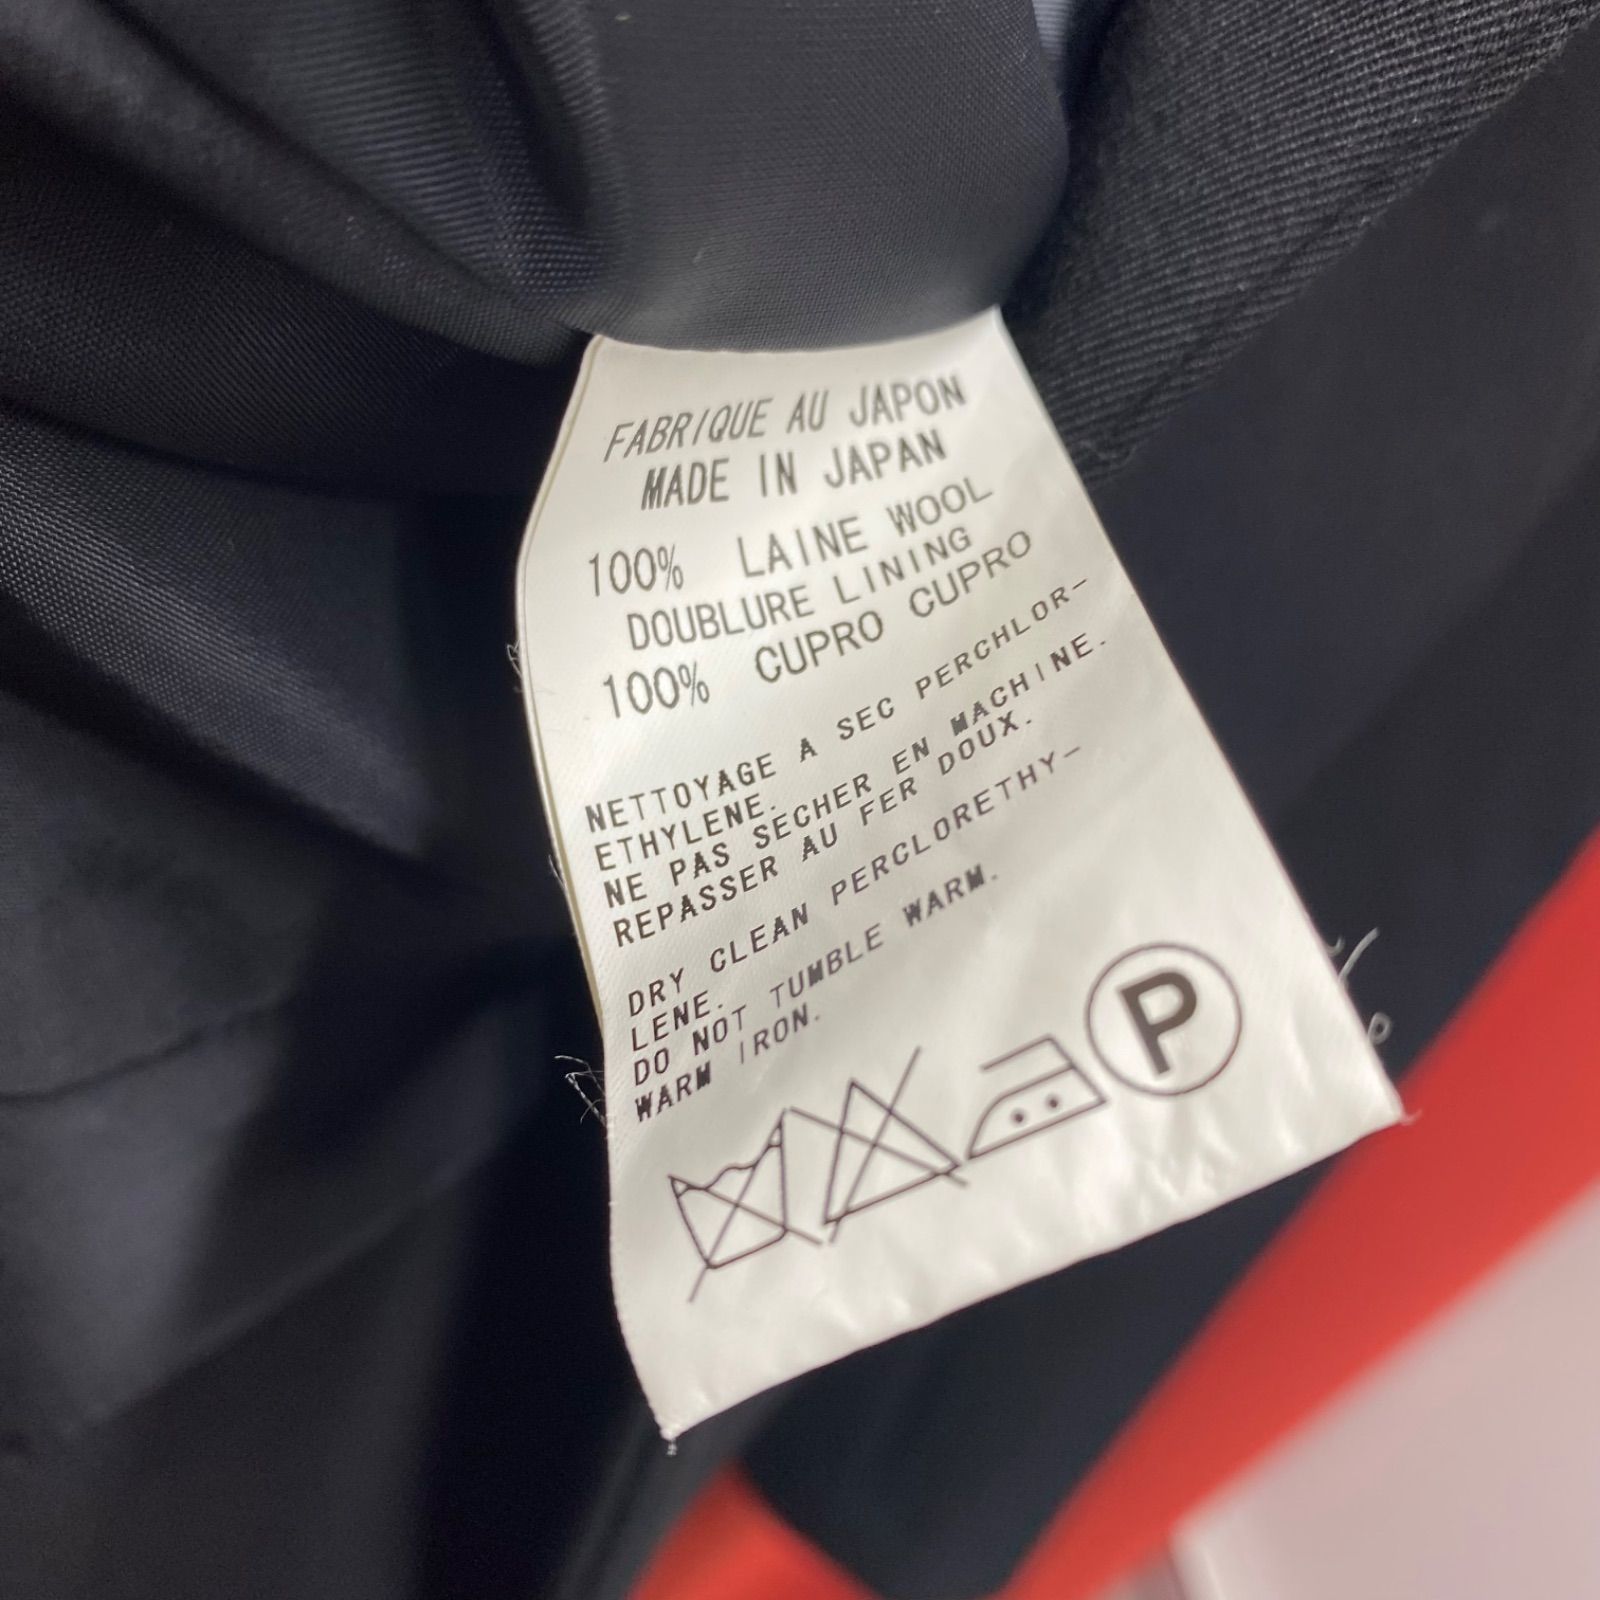 FABRIQUE AU JAPON
MADE IN JAPAN
100% LAINE WOOL
DOUBLURE LINING
100% CUPRO CUPRO
NETTOYAGE A SEC PERCHLOR-
ETHYLENE.
NE PAS SECHER EN MACHINE.
REPASSER AU FER DOUX.
DRY CLEAN PERCLORETHY-
LENE.
DO NOT TUMBLE WARM.
WARM IRON.
P